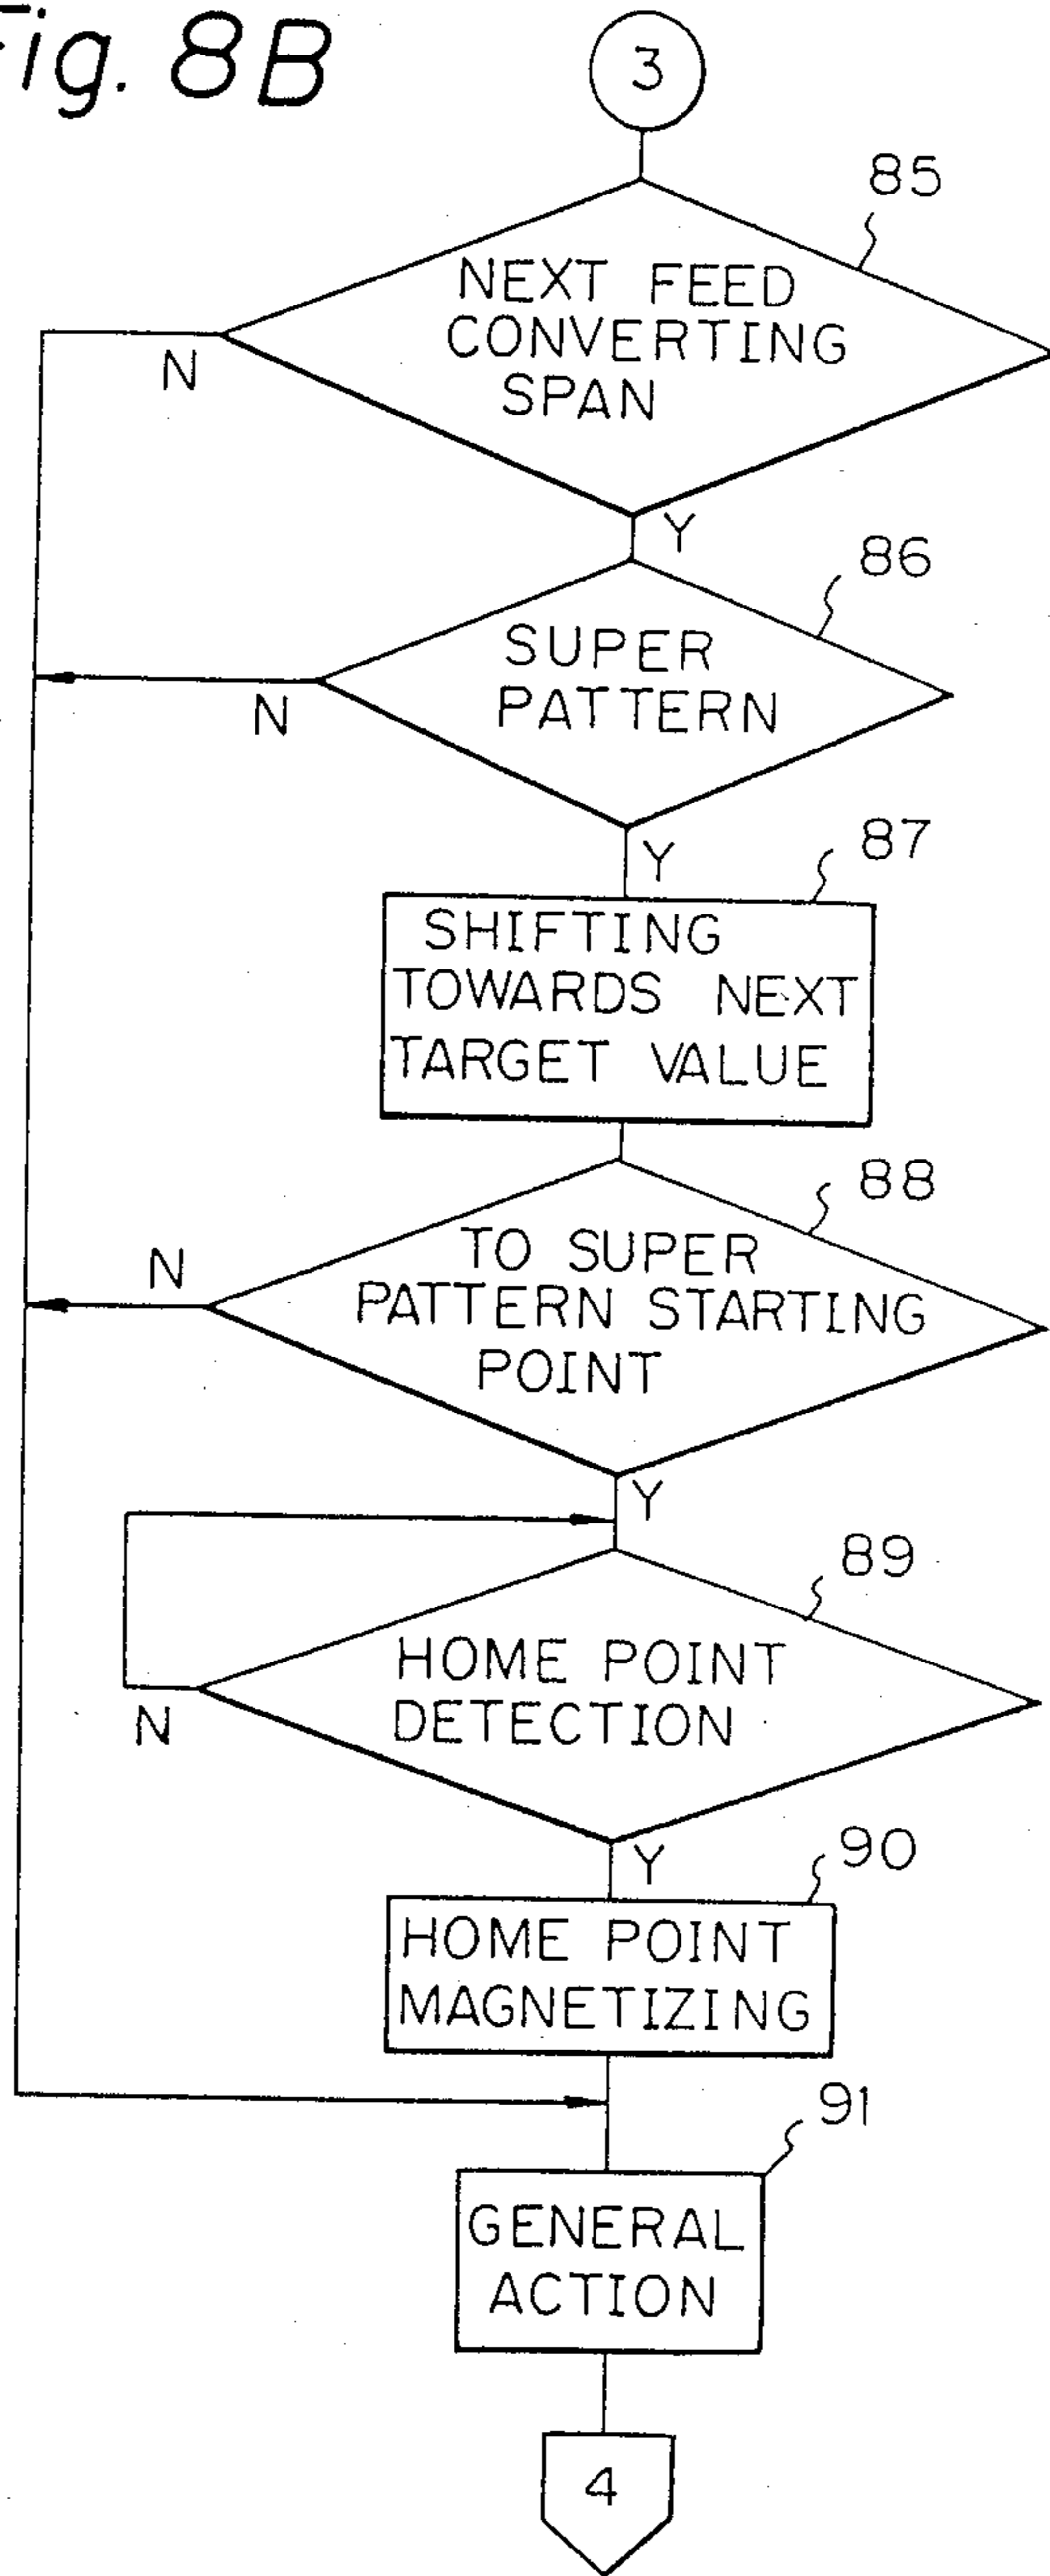 Fig. 8B
3
85
NEXT FEED
CONVERTING
SPAN
N
Y
86
SUPER
PATTERN
N
Y
87
SHIFTING
TOWARDS NEXT
TARGET VALUE
88
TO SUPER
PATTERN STARTING
POINT
N
Y
89
HOME POINT
DETECTION
N
Y
90
HOME POINT
MAGNETIZING
91
GENERAL
ACTION
4